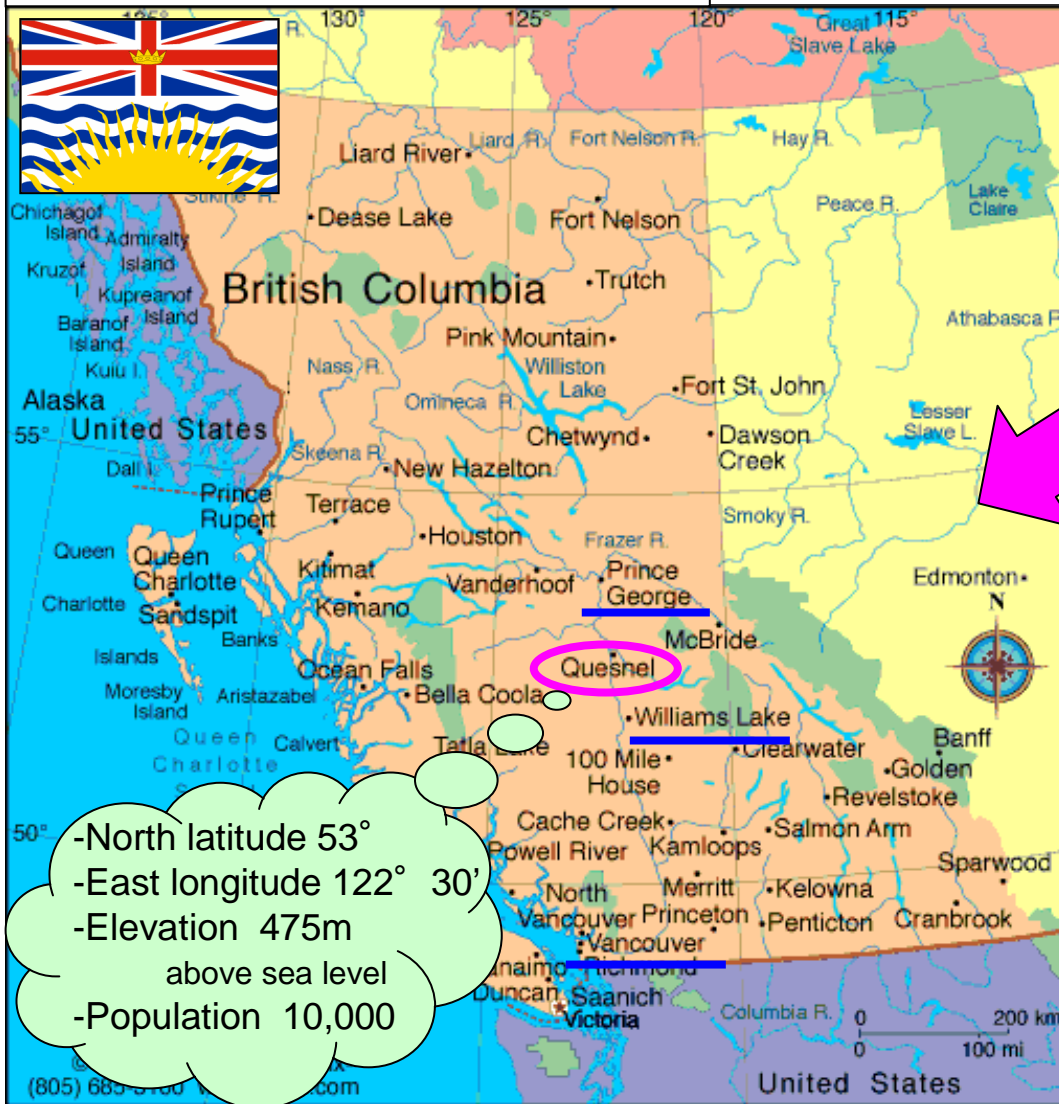 130°
125°
120°
Great 115°
Slave Lake
R.
Liard River
Liard R.
Fort Nelson R.
Hay R.
Stikine R.
Chichagof
Island
Dease Lake
Fort Nelson
Peace R.
Lake
Claire
Admiralty
Island
Kruzof
I.
Kupreanof
Island
British Columbia
Trutch
Baranof
Island
Pink Mountain
Athabasca R
Kuiu I.
Nass R.
Williston
Lake
Fort St. John
Alaska
Omineca R.
Lesser
Slave L.
55°
United States
Chetwynd
Dawson
Creek
Skeena R.
Dall I.
New Hazelton
Prince
Rupert
Terrace
Smoky R.
Houston
Frazer R.
Queen
Queen
Charlotte
Kitimat
Vanderhoof
Prince
George
Edmonton
N
Charlotte
Sandspit
Kemano
McBride
Banks
Islands
Ocean Falls
Quesnel
Moresby
Island
Aristazabel
Bella Coola
Williams Lake
Queen
Charlotte
Calvert
Tatla Lake
Clearwater
Banff
100 Mile
House
Golden
Revelstoke
50°
-North latitude 53°
-East longitude 122° 30’
-Elevation 475m
above sea level
-Population 10,000
Cache Creek
Salmon Arm
Powell River
Kamloops
Sparwood
North
Vancouver
Merritt
Kelowna
Princeton
Penticton
Cranbrook
Vancouver
Richmond
Duncan
Saanich
Victoria
Columbia R.
0 200 km
0 100 mi
United States
(805) 685-
.com